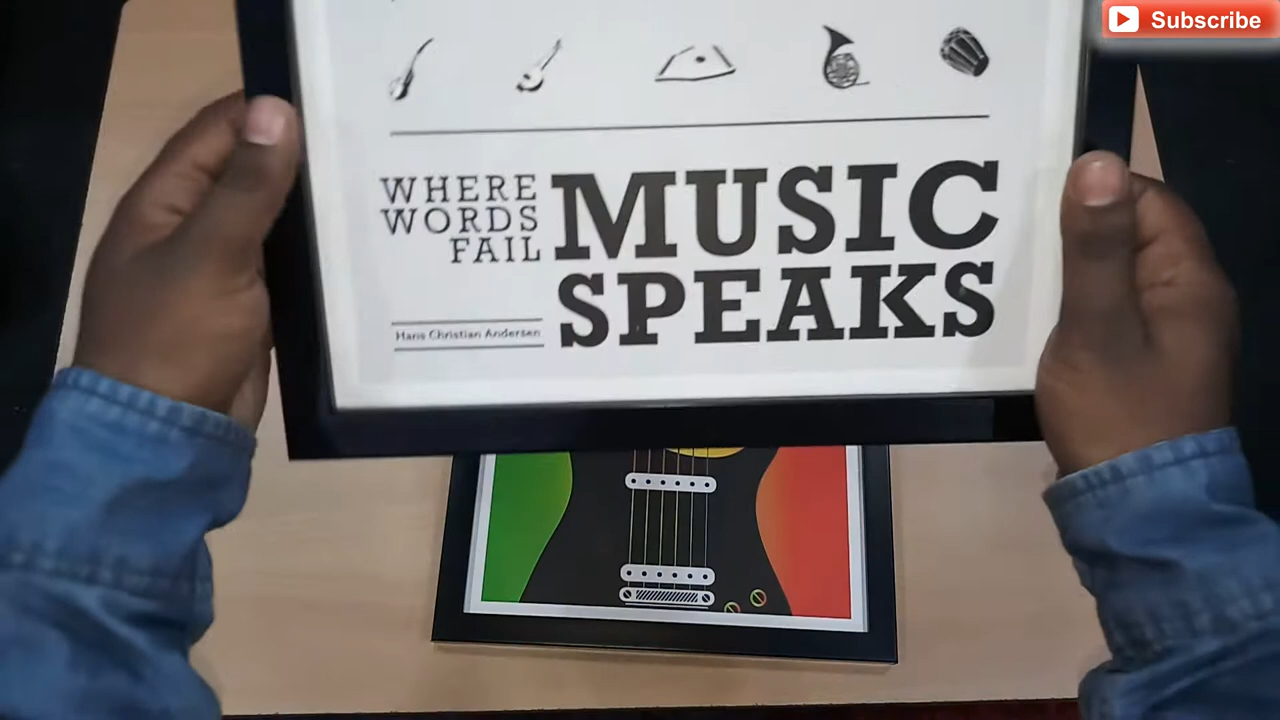 Subscribe
WHERE
WORDS
FAIL
MUSIC
SPEAKS
Hans Christian Andersen